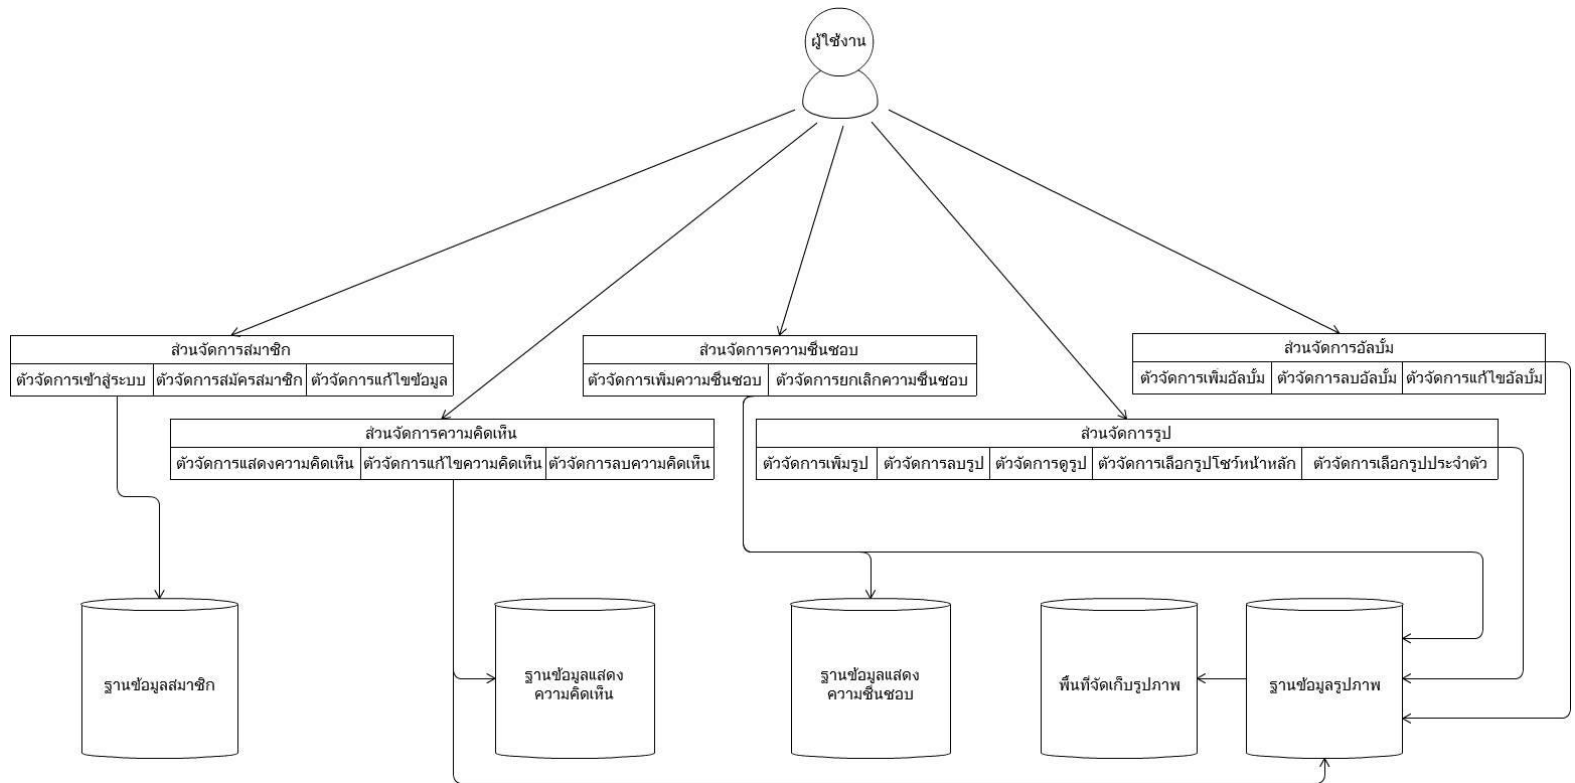 ผู้ใช้งาน
ส่วนจัดการสมาชิก
ตัวจัดการเข้าสู่ระบบ ตัวจัดการสมัครสมาชิก ตัวจัดการแก้ไขข้อมูล
ส่วนจัดการความชื่นชอบ
ตัวจัดการเพิ่มความชื่นชอบ ตัวจัดการยกเลิกความชื่นชอบ
ส่วนจัดการอัลบั้ม
ตัวจัดการเพิ่มอัลบั้ม ตัวจัดการลบอัลบั้ม ตัวจัดการแก้ไขอัลบั้ม
ส่วนจัดการความคิดเห็น
ตัวจัดการแสดงความคิดเห็น ตัวจัดการแก้ไขความคิดเห็น ตัวจัดการลบความคิดเห็น
ส่วนจัดการรูป
ตัวจัดการเพิ่มรูป ตัวจัดการลบรูป ตัวจัดการดูรูป ตัวจัดการเลือกรูปโชว์หน้าหลัก ตัวจัดการเลือกรูปประจำตัว
ฐานข้อมูลสมาชิก
ฐานข้อมูลแสดง
ความคิดเห็น
ฐานข้อมูลแสดง
ความชื่นชอบ
พื้นที่จัดเก็บรูปภาพ
ฐานข้อมูลรูปภาพ